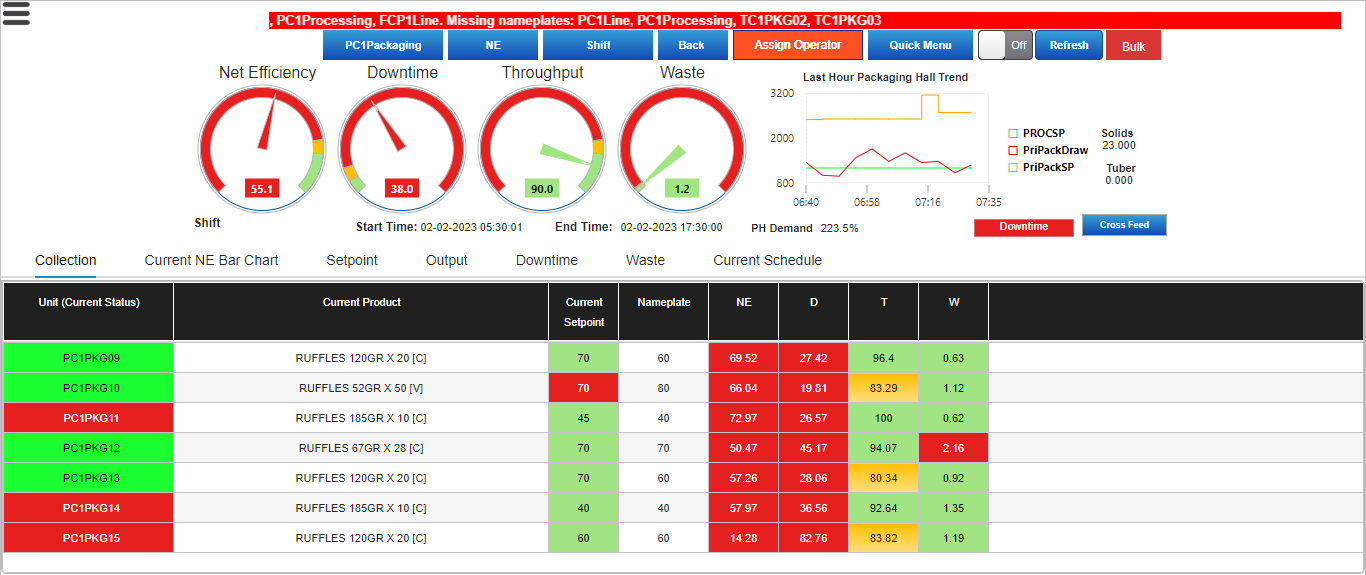 , PC1Processing, FCP1Line. Missing nameplates: PC1Line, PC1Processing, TC1PKG02, TC1PKG03
PC1Packaging NE Shift Back Assign Operator Quick Menu Off Refresh Bulk
Net Efficiency Downtime Throughput Waste
55.1 38.0 90.0 1.2
Last Hour Packaging Hall Trend
3200
2000
800
06:40 06:58 07:16 07:35
PROCSP
PriPackDraw
PriPackSP
Solids
23.000
Tuber
0.000
Shift
Start Time: 02-02-2023 05:30:01 End Time: 02-02-2023 17:30:00 PH Demand 223.5% Downtime Cross Feed
Collection Current NE Bar Chart Setpoint Output Downtime Waste Current Schedule
Unit (Current Status) Current Product Current Setpoint Nameplate NE D T W
PC1PKG09 RUFFLES 120GR X 20 [C] 70 60 69.52 27.42 96.4 0.63
PC1PKG10 RUFFLES 52GR X 50 [V] 70 80 66.04 19.81 83.29 1.12
PC1PKG11 RUFFLES 185GR X 10 [C] 45 40 72.97 26.57 100 0.62
PC1PKG12 RUFFLES 67GR X 28 [C] 70 70 50.47 45.17 94.07 2.16
PC1PKG13 RUFFLES 120GR X 20 [C] 70 60 57.26 28.06 80.34 0.92
PC1PKG14 RUFFLES 185GR X 10 [C] 40 40 57.97 36.56 92.64 1.35
PC1PKG15 RUFFLES 120GR X 20 [C] 60 60 14.28 82.76 83.82 1.19